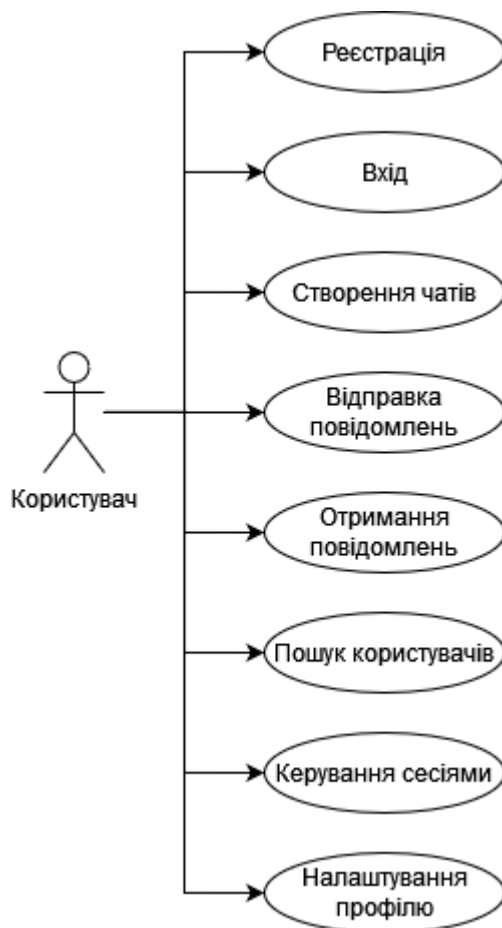 Реєстрація
Вхід
Створення чатів
Відправка
повідомлень
Користувач
Отримання
повідомлень
Пошук користувачів
Керування сесіями
Налаштування
профілю